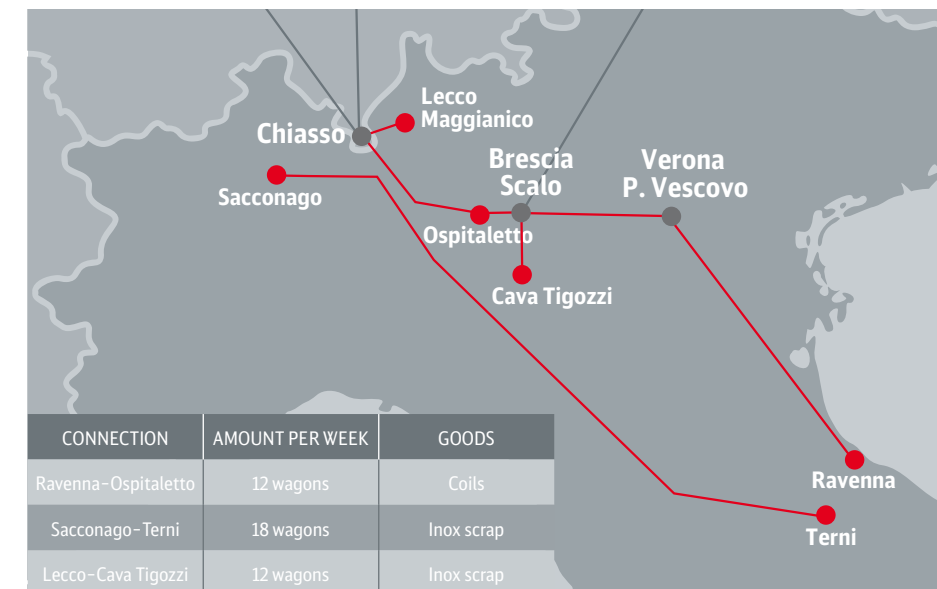 Lecco
Maggianico
Chiasso
Brescia
Scalo
Verona
P. Vescovo
Sacconago
Ospitaletto
Cava Tigozzi
Ravenna
Terni
CONNECTION AMOUNT PER WEEK GOODS
Ravenna-Ospitaletto 12 wagons Coils
Sacconago-Terni 18 wagons Inox scrap
Lecco-Cava Tigozzi 12 wagons Inox scrap